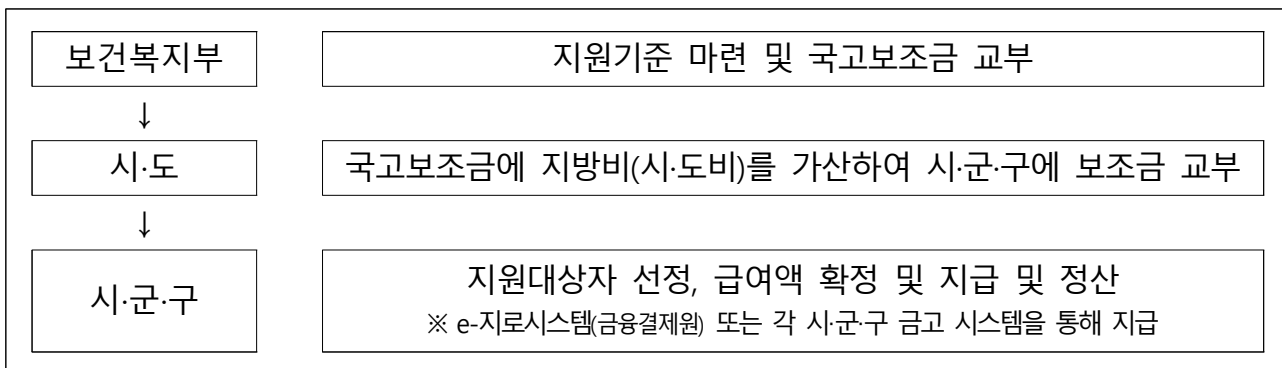 보건복지부 지원기준 마련 및 국고보조금 교부
↓
시·도 국고보조금에 지방비(시·도비)를 가산하여 시·군·구에 보조금 교부
↓
시·군·구 지원대상자 선정, 급여액 확정 및 지급 및 정산
※ e-지로시스템(금융결제원) 또는 각 시·군·구 금고 시스템을 통해 지급